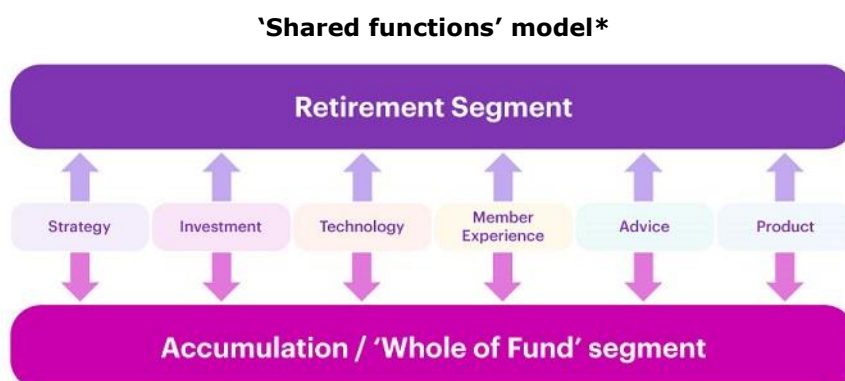 ‘Shared functions’ model*
Retirement Segment
Strategy
Investment
Technology
Member
Experience
Advice
Product
Accumulation / ‘Whole of Fund’ segment